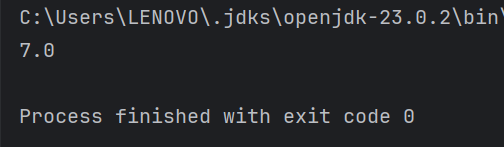 C:\Users\LENOVO\.jdks\openjdk-23.0.2\bin\
7.0
Process finished with exit code 0